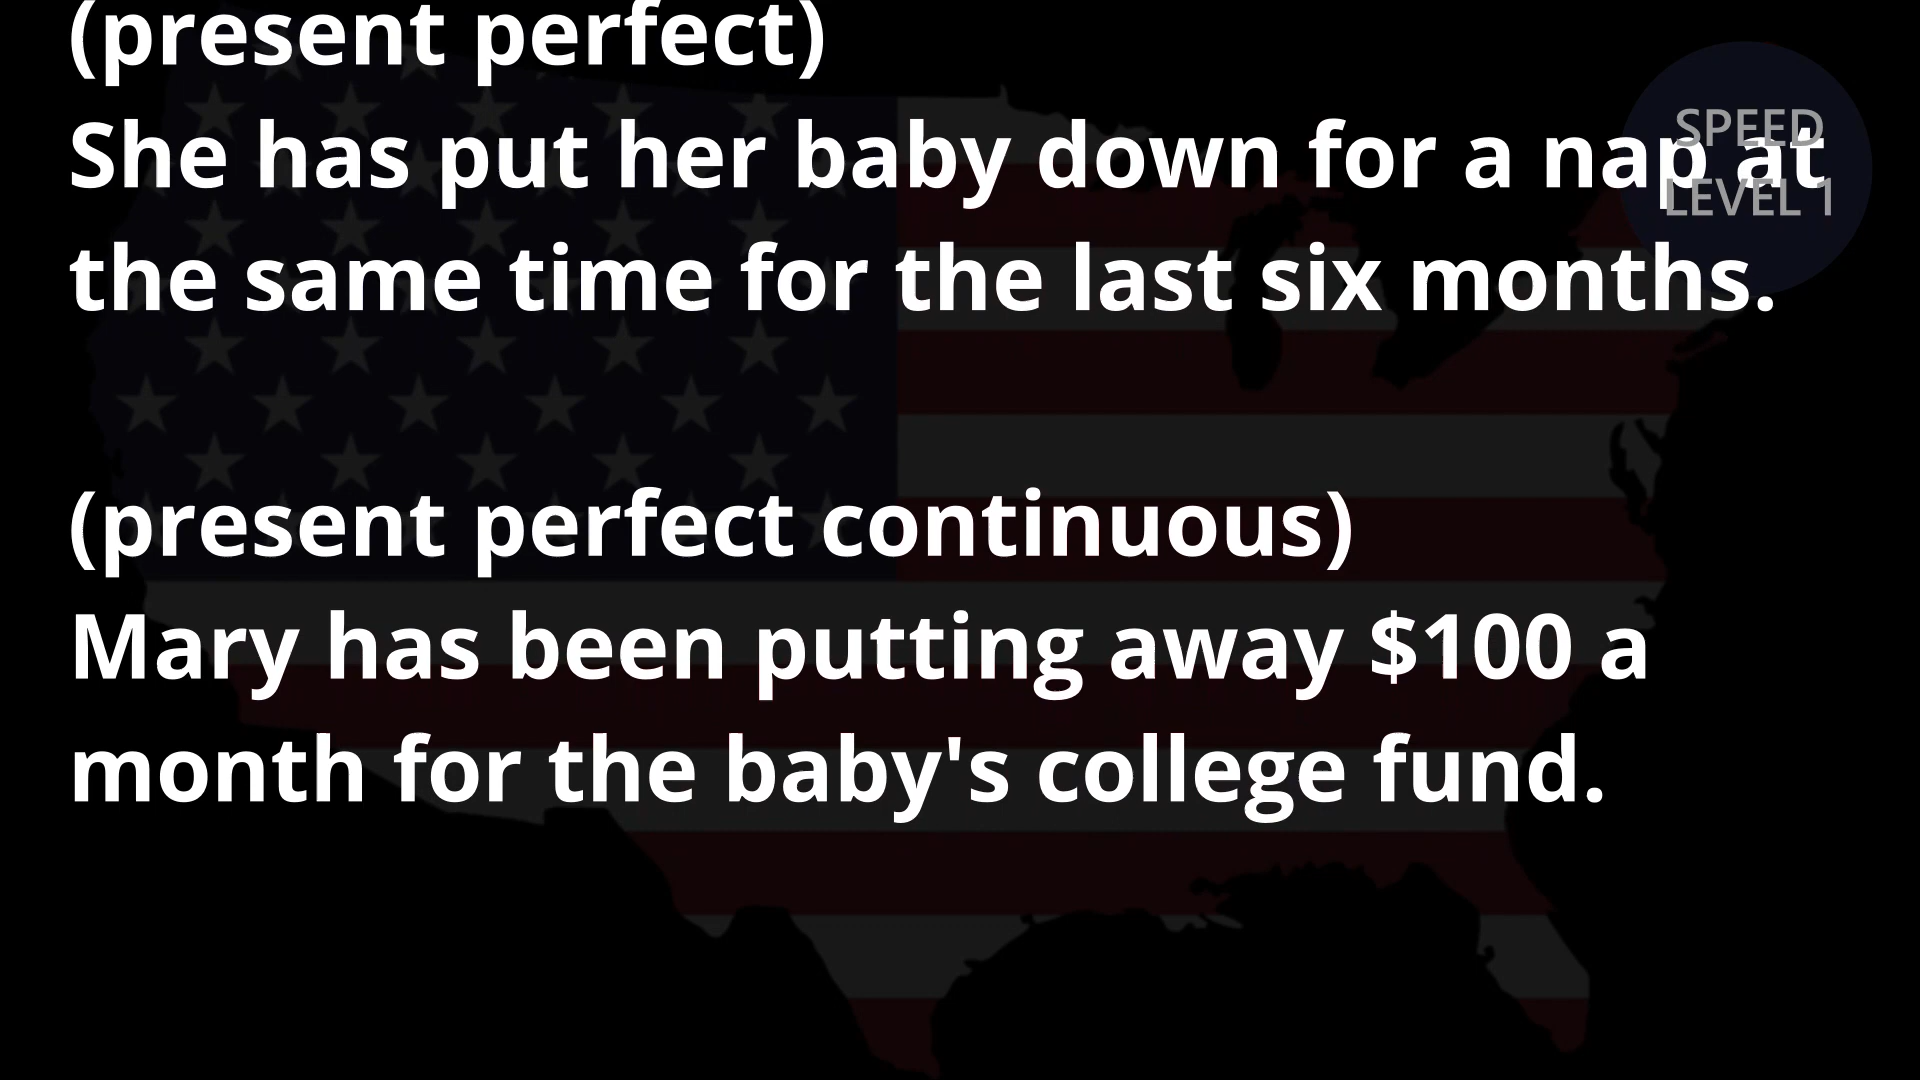 (present perfect)
She has put her baby down for a nap at
the same time for the last six months.
(present perfect continuous)
Mary has been putting away $100 a
month for the baby's college fund.
SPEED
LEVEL 1